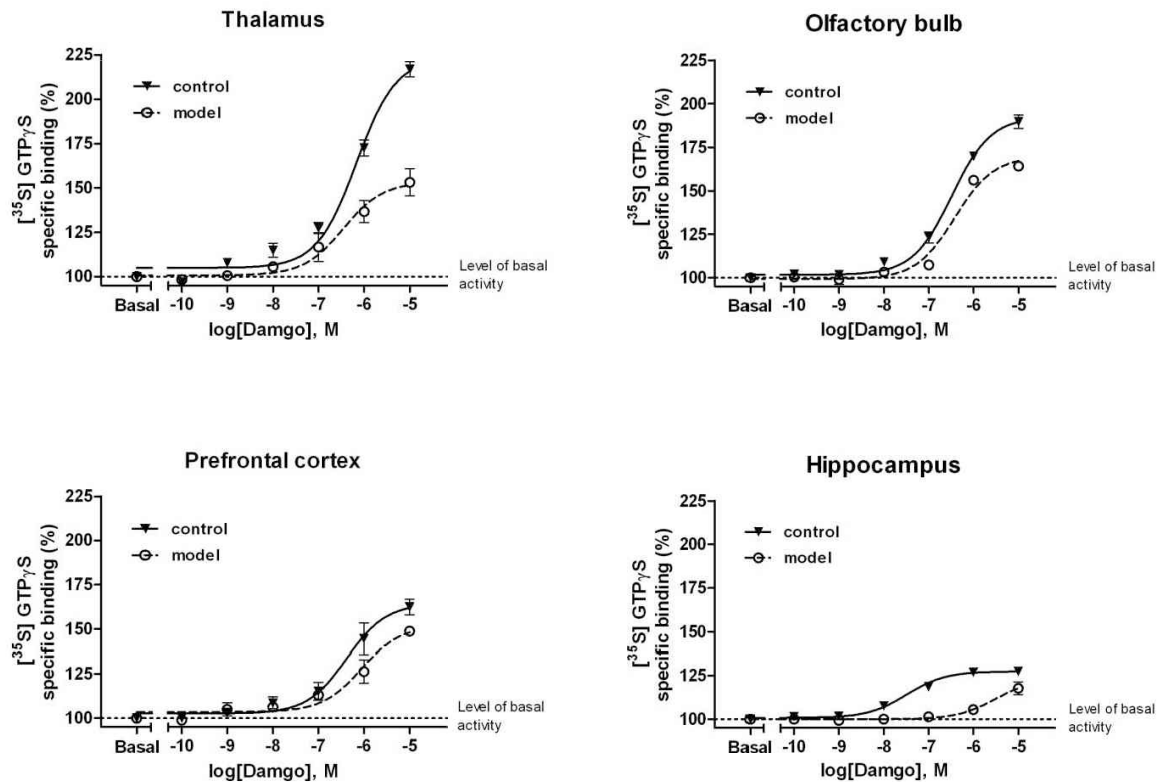 Thalamus
[³⁵S] GTPγS
specific binding (%)
225
200
175
150
125
100
control
model
Level of basal
activity
Basal -10 -9 -8 -7 -6 -5
log[Damgo], M
Olfactory bulb
[³⁵S] GTPγS
specific binding (%)
225
200
175
150
125
100
control
model
Level of basal
activity
Basal -10 -9 -8 -7 -6 -5
log[Damgo], M
Prefrontal cortex
[³⁵S] GTPγS
specific binding (%)
225
200
175
150
125
100
control
model
Level of basal
activity
Basal -10 -9 -8 -7 -6 -5
log[Damgo], M
Hippocampus
[³⁵S] GTPγS
specific binding (%)
225
200
175
150
125
100
control
model
Level of basal
activity
Basal -10 -9 -8 -7 -6 -5
log[Damgo], M